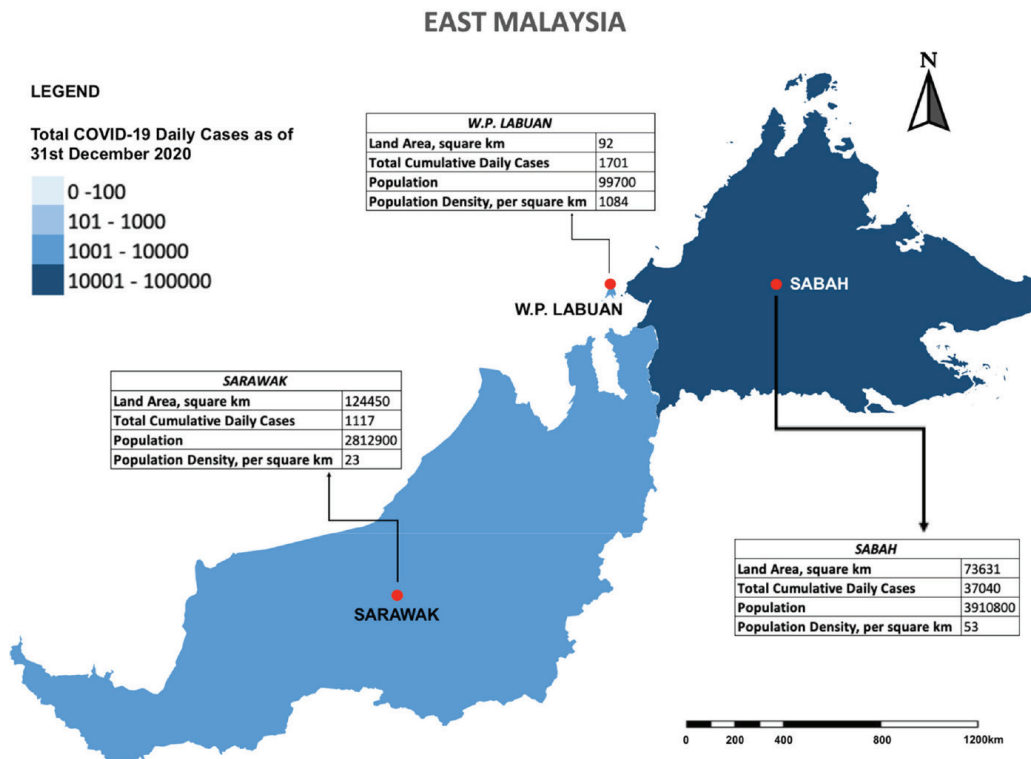 EAST MALAYSIA
LEGEND
Total COVID-19 Daily Cases as of
31st December 2020
0 -100
101 - 1000
1001 - 10000
10001 - 100000
W.P. LABUAN
Land Area, square km 92
Total Cumulative Daily Cases 1701
Population 99700
Population Density, per square km 1084
N
SABAH
W.P. LABUAN
SARAWAK
Land Area, square km 124450
Total Cumulative Daily Cases 1117
Population 2812900
Population Density, per square km 23
SARAWAK
SABAH
Land Area, square km 73631
Total Cumulative Daily Cases 37040
Population 3910800
Population Density, per square km 53
0 200 400 800 1200km